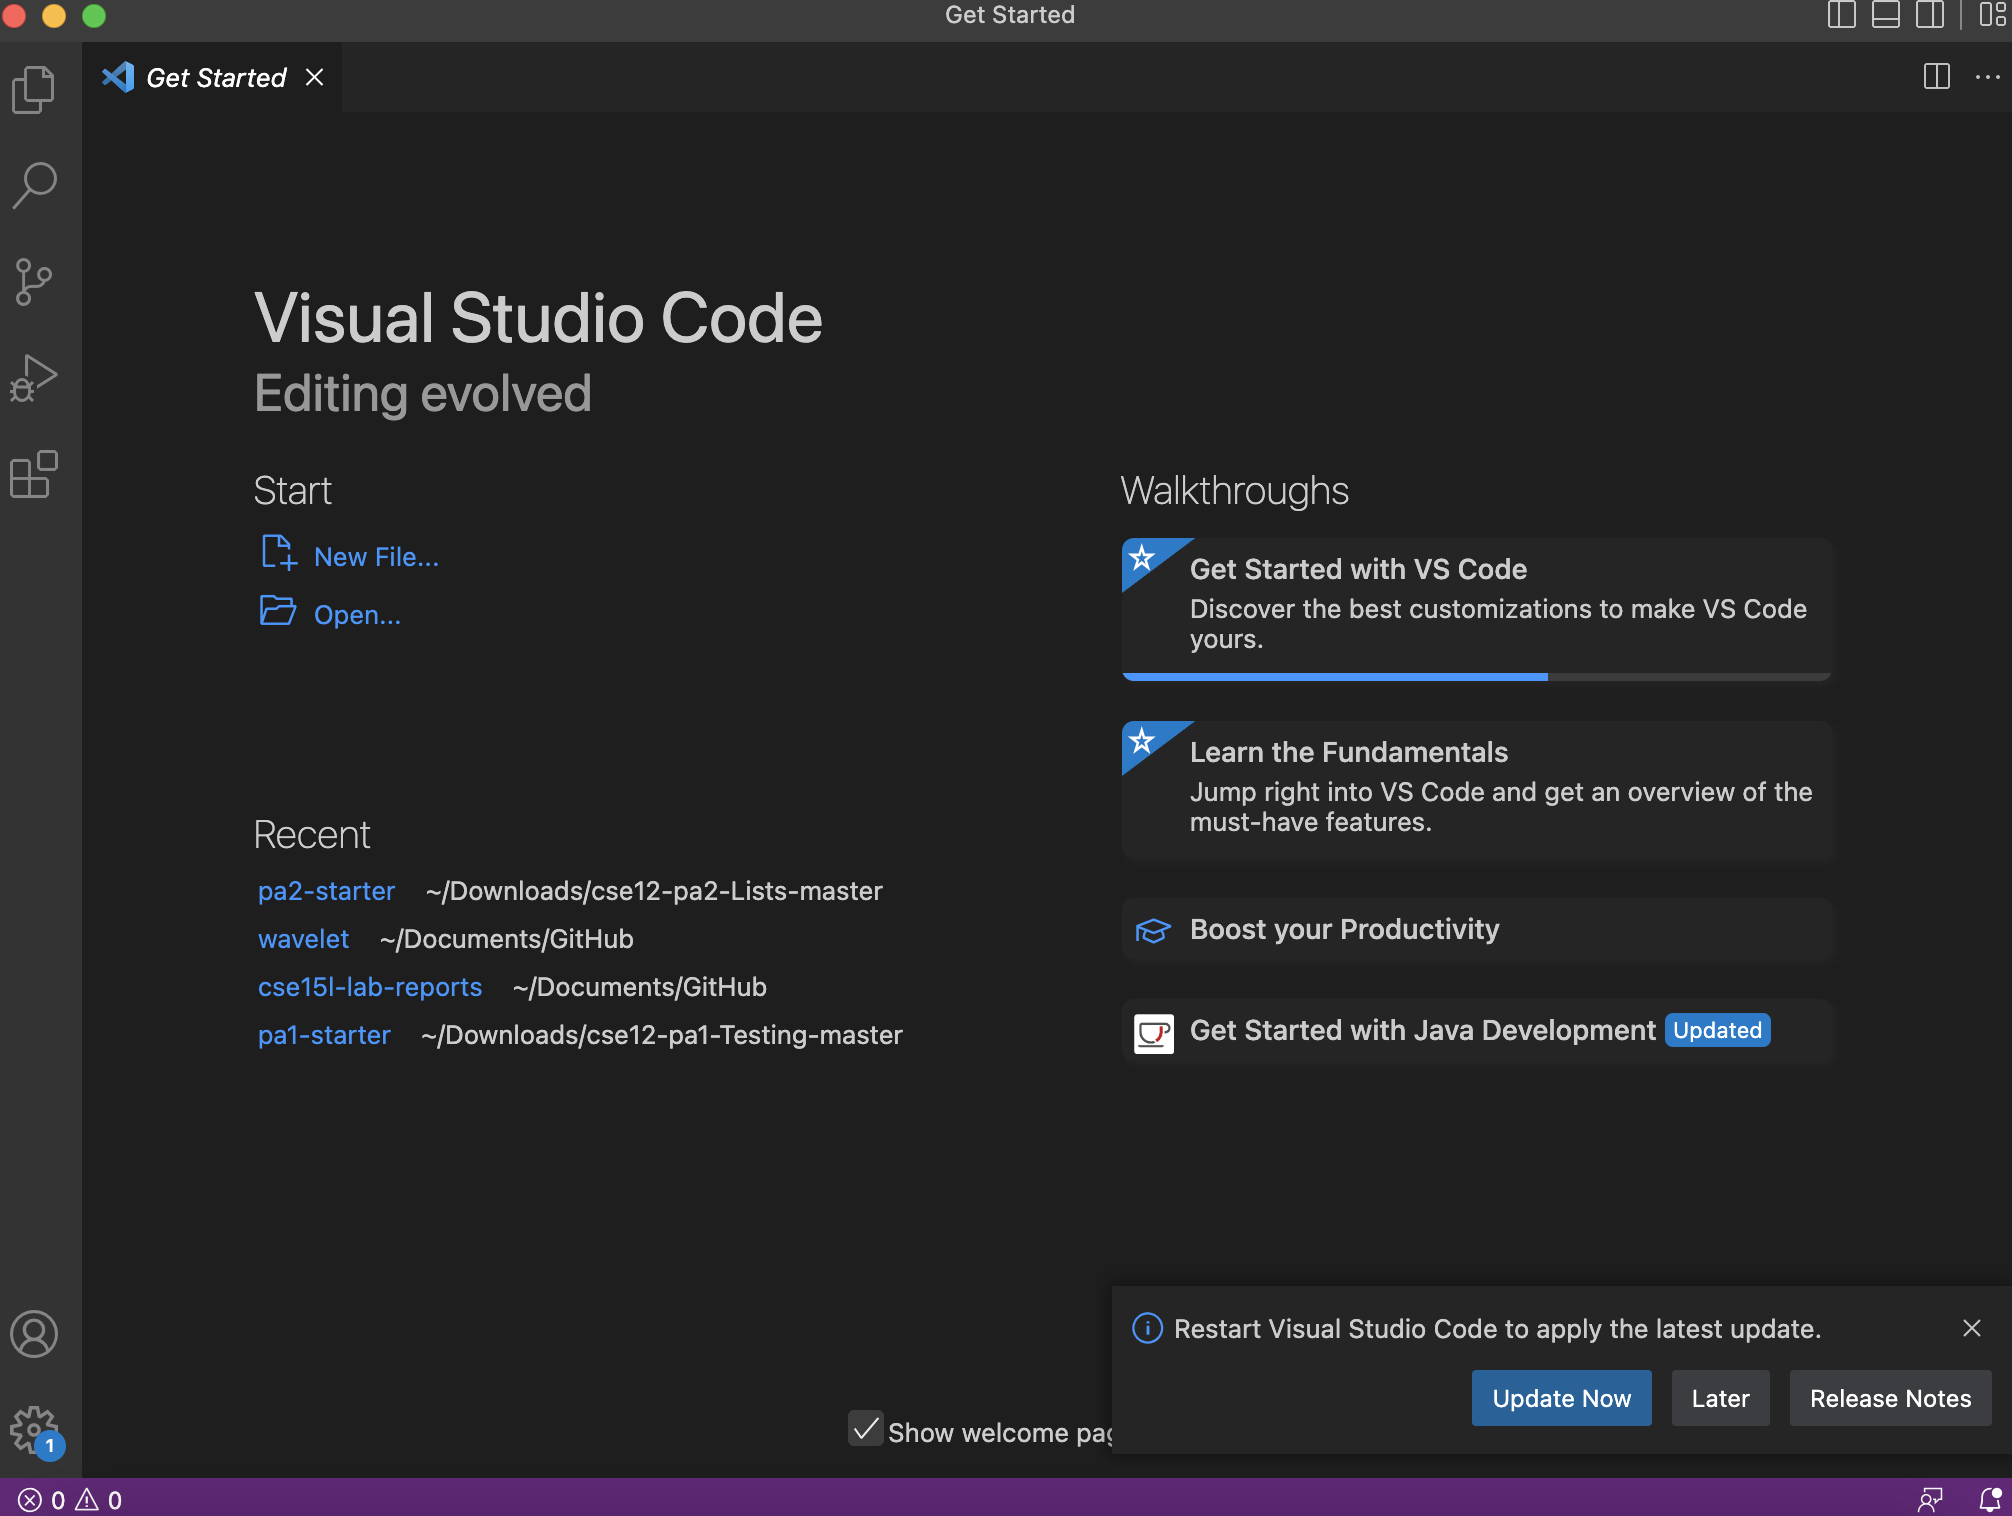 Get Started
Get Started
Visual Studio Code
Editing evolved
Start
New File...
Open...
Recent
pa2-starter ~/Downloads/cse12-pa2-Lists-master
wavelet ~/Documents/GitHub
cse15l-lab-reports ~/Documents/GitHub
pa1-starter ~/Downloads/cse12-pa1-Testing-master
Walkthroughs
Get Started with VS Code
Discover the best customizations to make VS Code
yours.
Learn the Fundamentals
Jump right into VS Code and get an overview of the
must-have features.
Boost your Productivity
Get Started with Java Development Updated
Show welcome pag
Restart Visual Studio Code to apply the latest update.
Update Now Later Release Notes
1
0 0